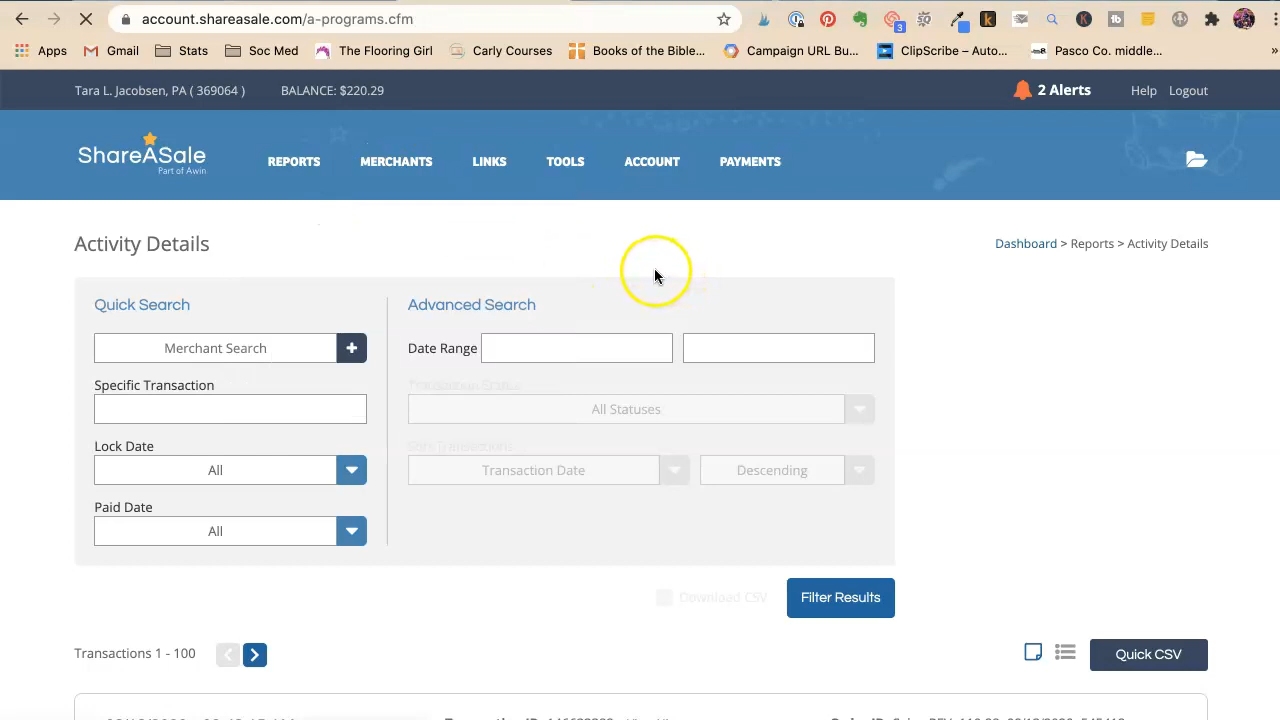 account.shareasale.com/a-programs.cfm
3
Apps Gmail Stats Soc Med The Flooring Girl Carly Courses Books of the Bible... Campaign URL Bu... ClipScribe – Auto... Pasco Co. middle... »
Tara L. Jacobsen, PA ( 369064 ) BALANCE: $220.29 2 Alerts Help Logout
ShareASale
Part of Awin
REPORTS MERCHANTS LINKS TOOLS ACCOUNT PAYMENTS
Activity Details Dashboard > Reports > Activity Details
Quick Search Advanced Search
Merchant Search + Date Range
Specific Transaction
All Statuses
Lock Date
All Transaction Date Descending
Paid Date
All
Download CSV Filter Results
Transactions 1 - 100 Quick CSV